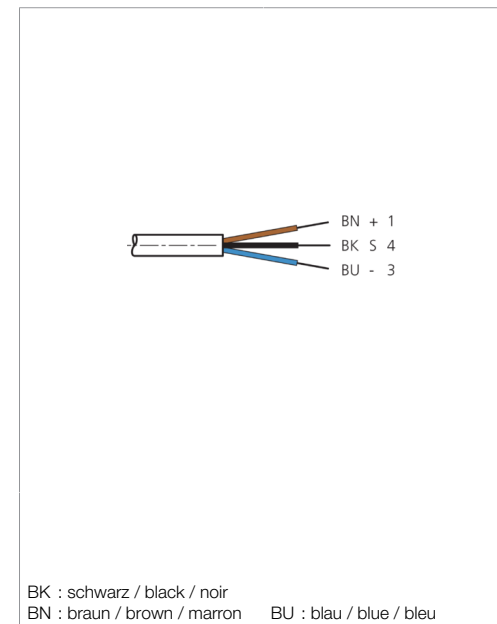 BN + 1
BK S 4
BU - 3
BK : schwarz / black / noir
BN : braun / brown / marron BU : blau / blue / bleu